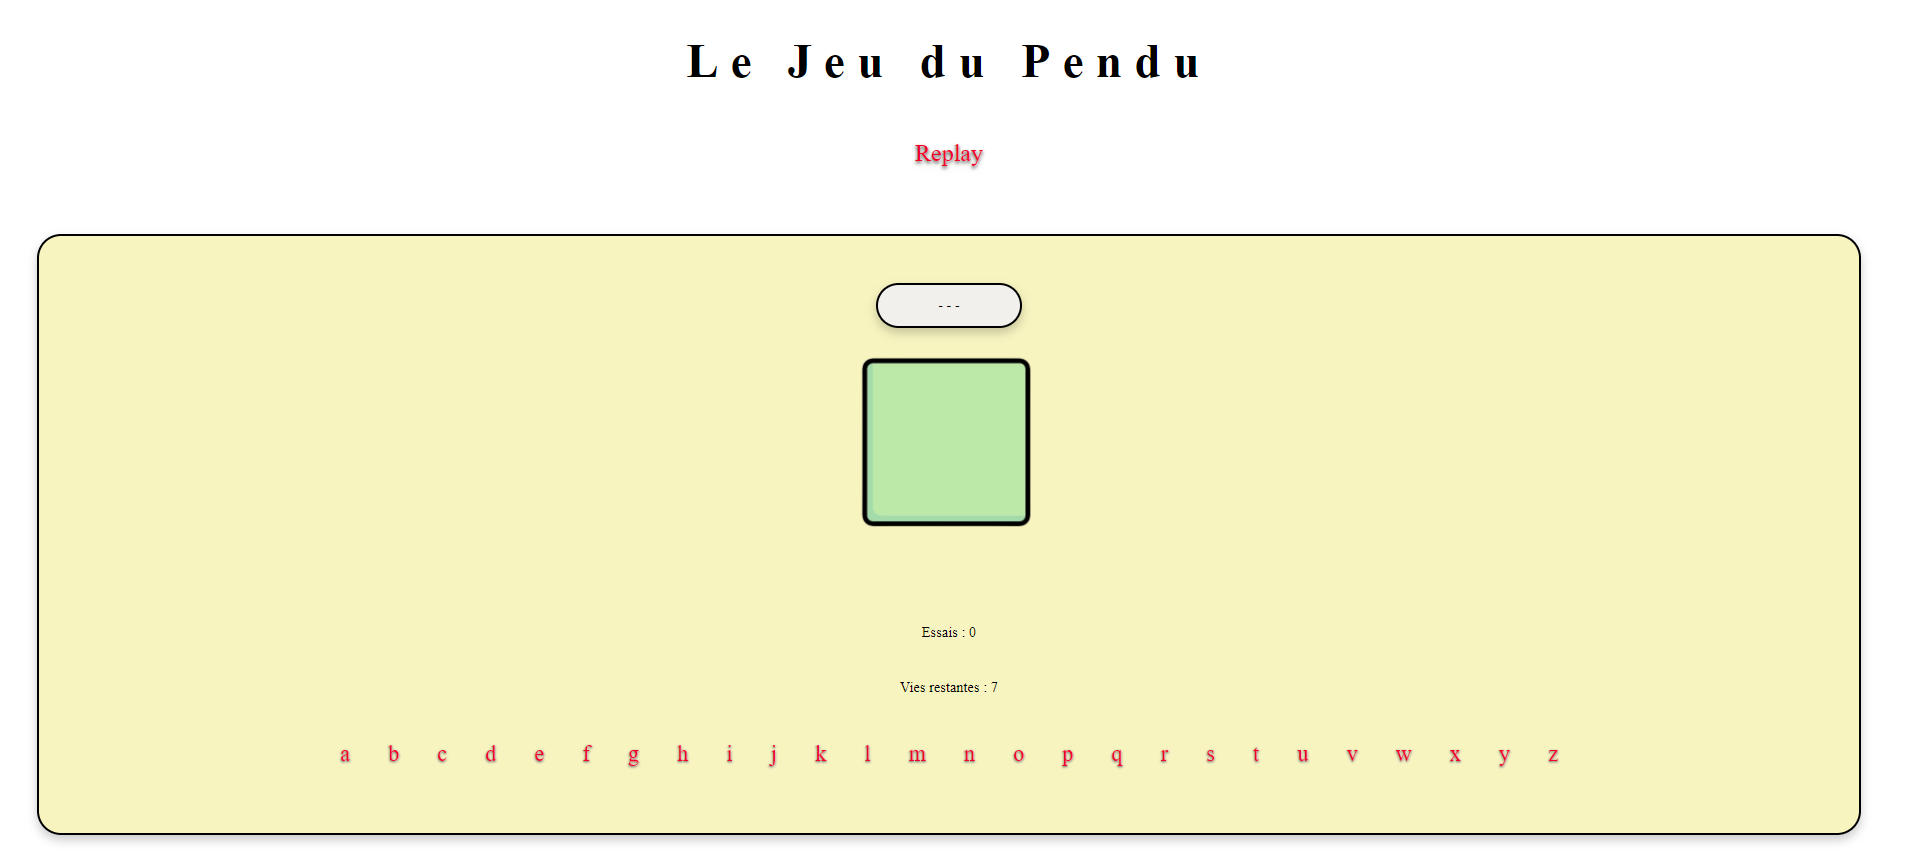 Le Jeu du Pendu
Replay
---
Essais : 0
Vies restantes : 7
a b c d e f g h i j k l m n o p q r s t u v w x y z